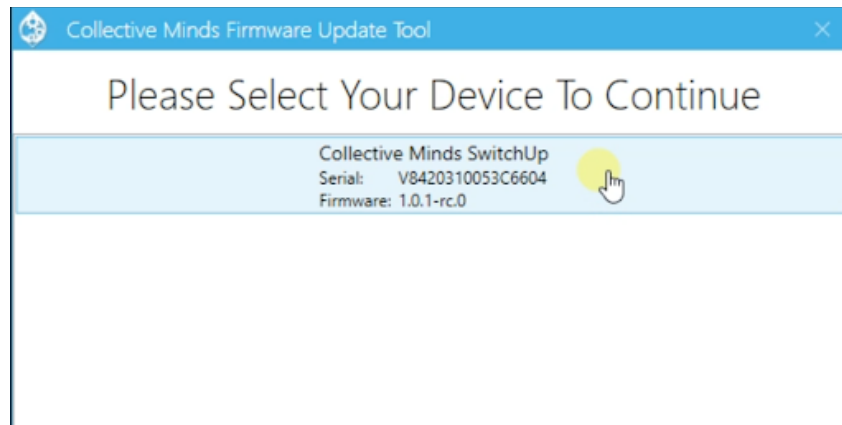 Collective Minds Firmware Update Tool
Please Select Your Device To Continue
Collective Minds SwitchUp
Serial: V8420310053C6604
Firmware: 1.0.1-rc.0